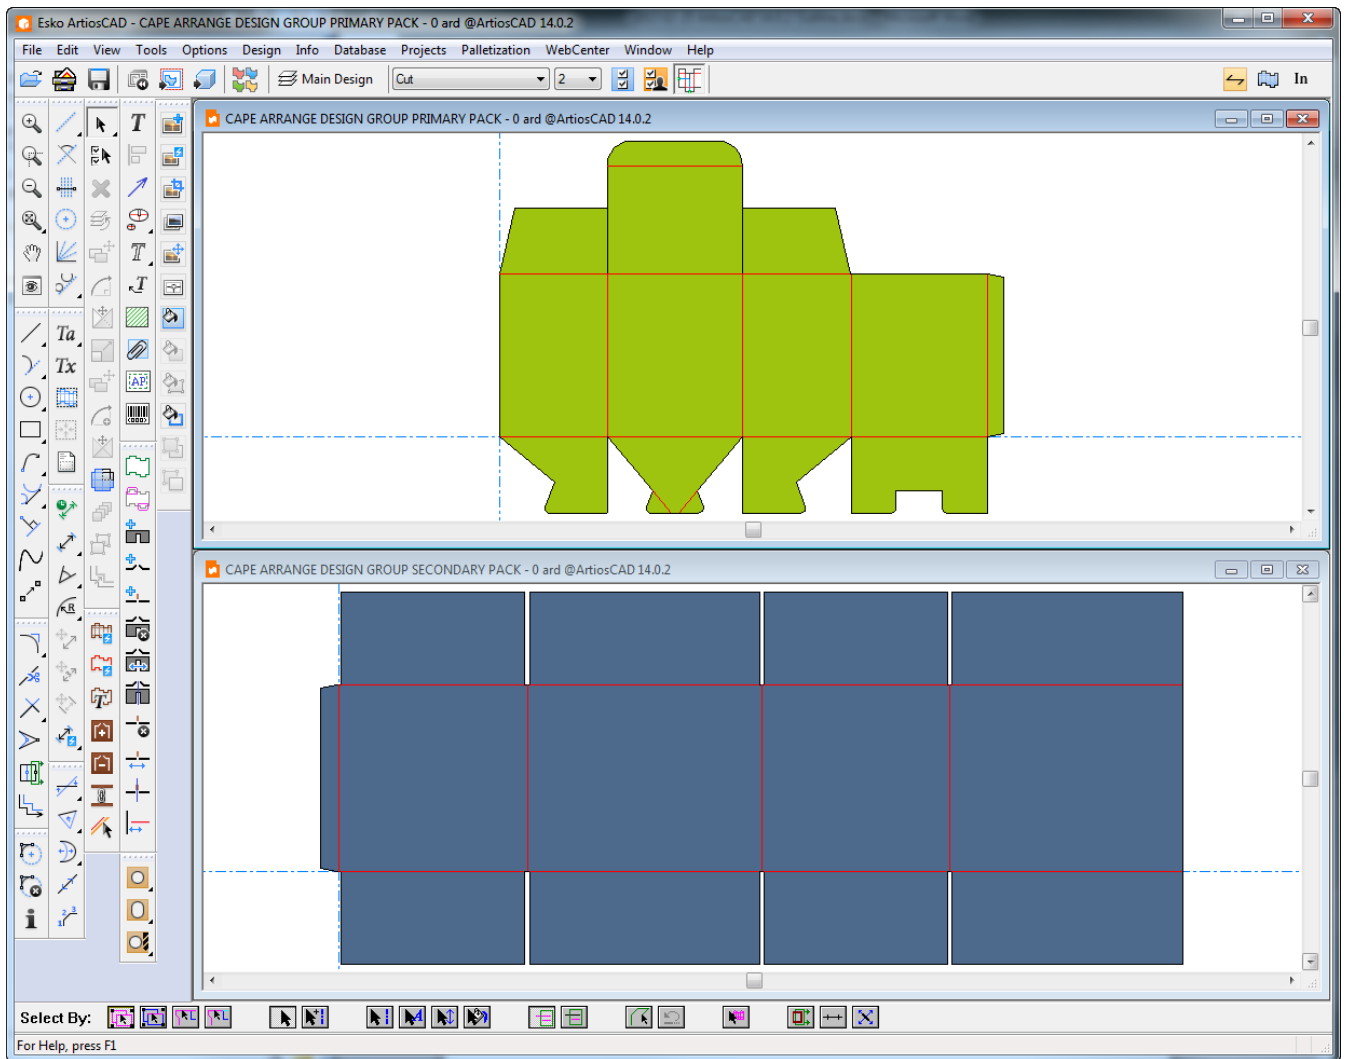 Esko ArtiosCAD - CAPE ARRANGE DESIGN GROUP PRIMARY PACK - 0 ard @ArtiosCAD 14.0.2
File Edit View Tools Options Design Info Database Projects Palletization WebCenter Window Help
Main Design Cut 2 In
CAPE ARRANGE DESIGN GROUP PRIMARY PACK - 0 ard @ArtiosCAD 14.0.2
T
T
T
Ta
Tx
AP
R
T
CAPE ARRANGE DESIGN GROUP SECONDARY PACK - 0 ard @ArtiosCAD 14.0.2
Select By:
For Help, press F1